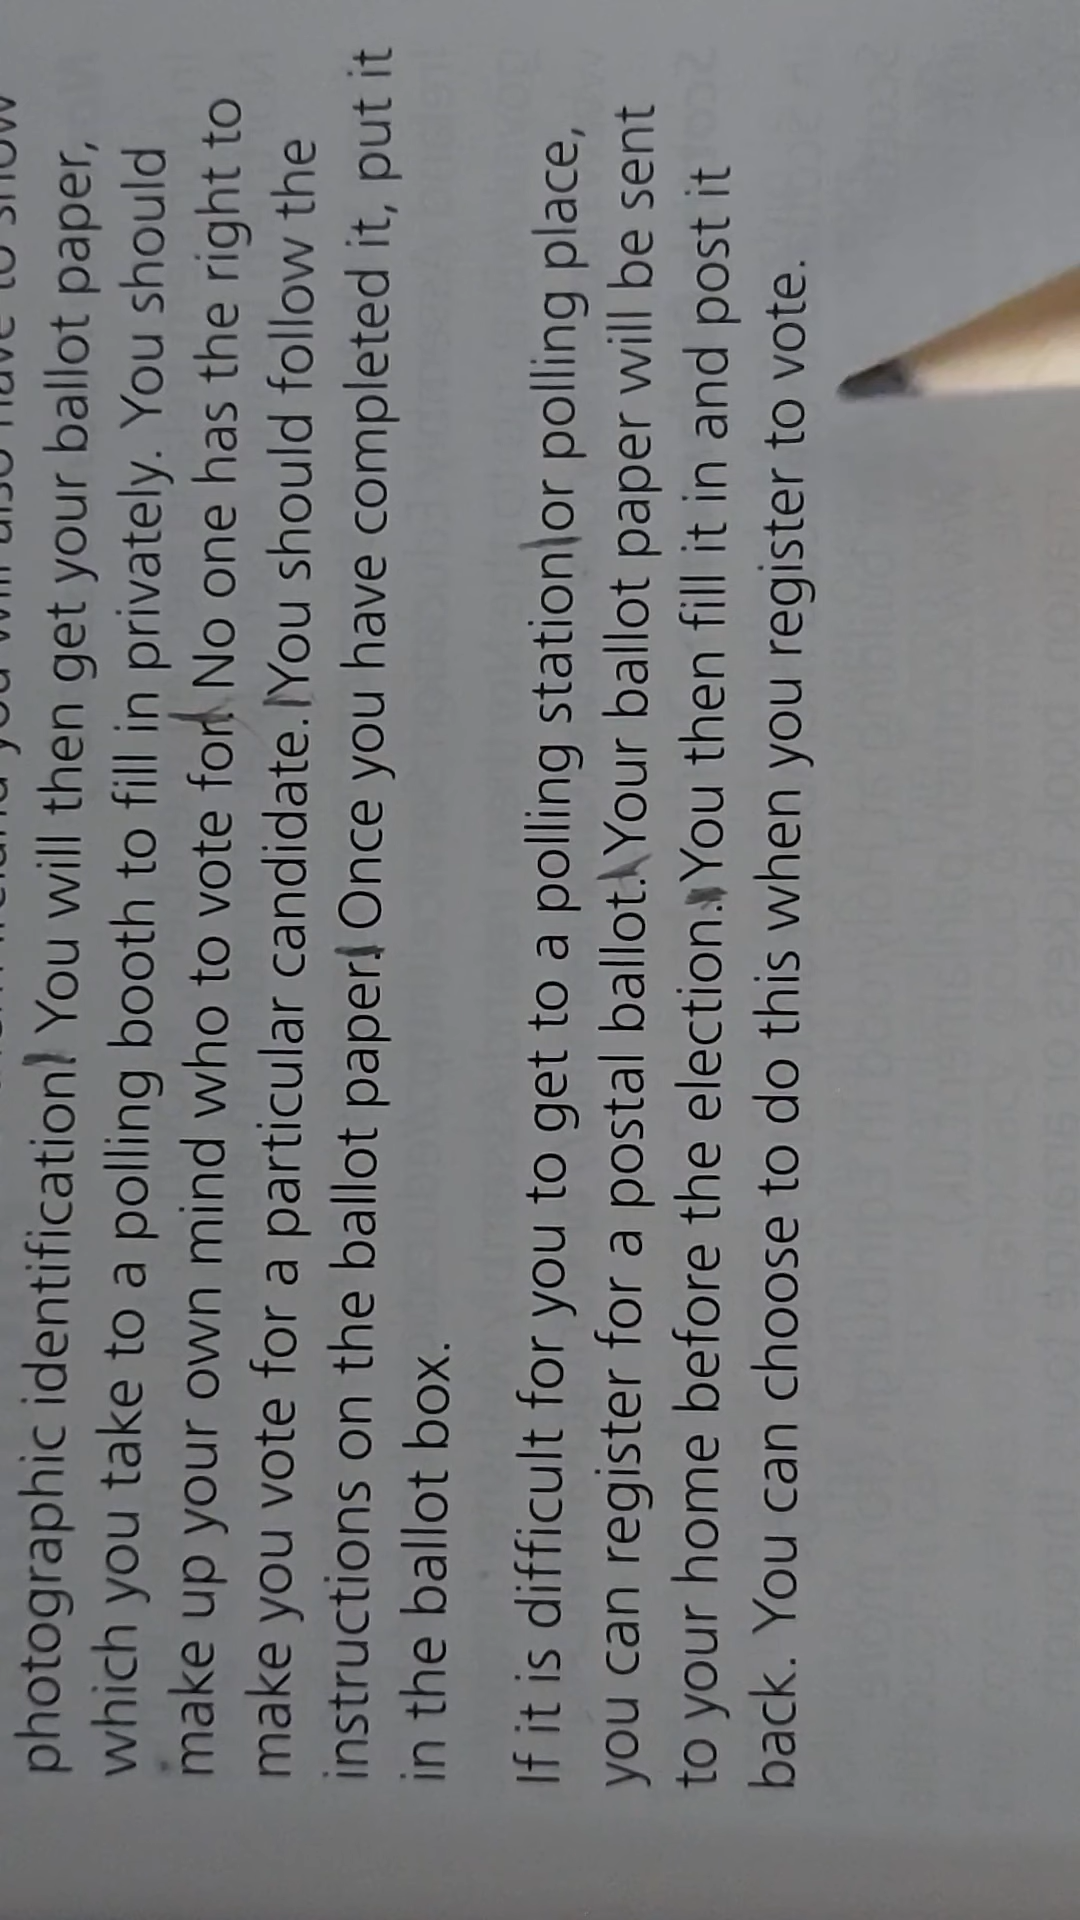 have to show
photographic identification. You will then get your ballot paper,
which you take to a polling booth to fill in privately. You should
make up your own mind who to vote for. No one has the right to
make you vote for a particular candidate. You should follow the
instructions on the ballot paper. Once you have completed it, put it
in the ballot box.
If it is difficult for you to get to a polling station or polling place,
you can register for a postal ballot. Your ballot paper will be sent
to your home before the election. You then fill it in and post it
back. You can choose to do this when you register to vote.